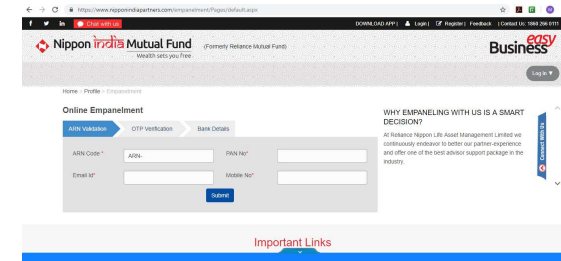 https://www.nipponindiapartners.com/empanelment/Pages/default.aspx
f in Chat with us DOWNLOAD APP | Login | Register | Feedback | Contact Us: 1860 266 0111
Nippon india Mutual Fund (Formerly Reliance Mutual Fund)
Wealth sets you free
easy
Business
Log In ▼
Home > Profile > Empanelment
Online Empanelment
ARN Validation OTP Verification Bank Details
ARN Code * ARN- PAN No*
Email Id* Mobile No*
Submit
WHY EMPANELING WITH US IS A SMART
DECISION?
At Reliance Nippon Life Asset Management Limited we
continuously endeavor to better our partner-experience
and offer one of the best advisor support package in the
industry.
Connect With Us
Important Links